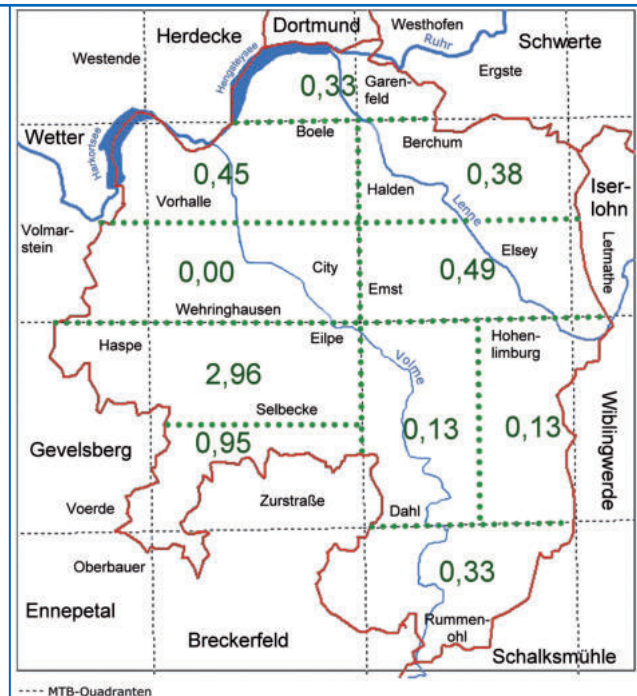 Dortmund
Westhofen
Herdecke
Ruhr
Schwerte
Westende
Hengsteysee
Ergste
0,33
Garen-
feld
Wetter
Boele
Berchum
Harkortsee
0,45
0,38
Iser-
lohn
Halden
Vorhalle
Lenne
Volmar-
stein
Elsey
Letmathe
0,00
City
0,49
Emst
Wehringhausen
Haspe
Eilpe
Hohen-
limburg
Volme
2,96
Selbecke
0,13
0,13
Wiblingwerde
Gevelsberg
0,95
Zurstraße
Voerde
Dahl
Oberbauer
0,33
Ennepetal
Rummen-
ohl
Breckerfeld
Schalksmühle
---- MTB-Quadranten